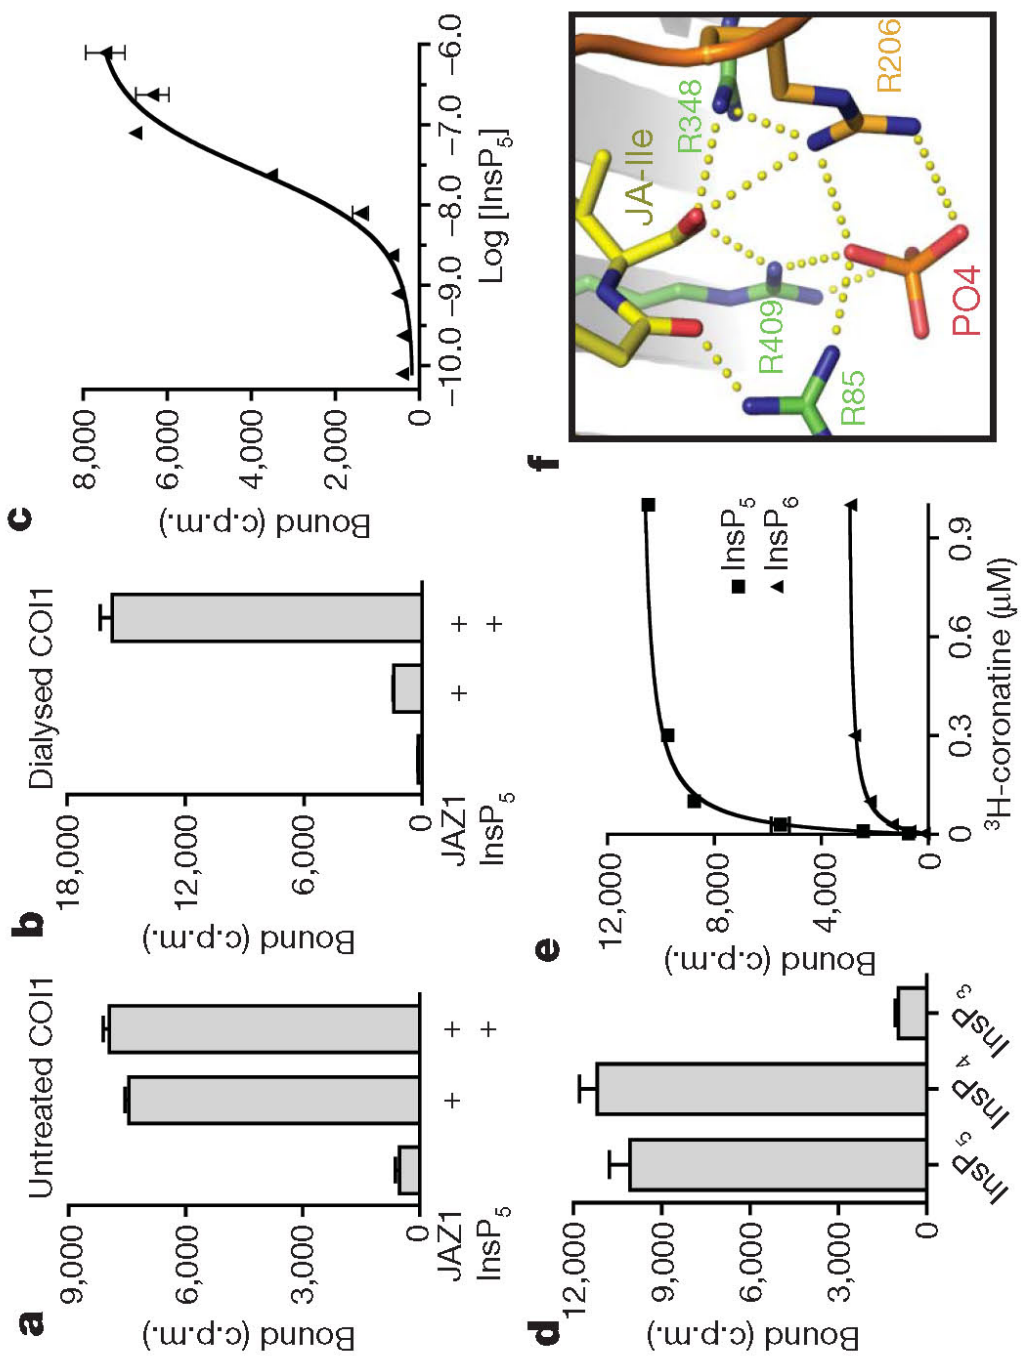 a
Untreated COI1
Bound (c.p.m.)
9,000
6,000
3,000
0
JAZ1 + +
InsP5 +
b
Dialysed COI1
Bound (c.p.m.)
18,000
12,000
6,000
0
JAZ1 + +
InsP5 +
c
Bound (c.p.m.)
8,000
6,000
4,000
2,000
0
−10.0 −9.0 −8.0 −7.0 −6.0
Log [InsP5]
d
Bound (c.p.m.)
12,000
9,000
6,000
3,000
0
InsP5 InsP4 InsP3
e
Bound (c.p.m.)
12,000
8,000
4,000
0
InsP5
InsP6
0 0.3 0.6 0.9
3H-coronatine (μM)
f
JA-Ile
R348
R206
R409
R85
PO4